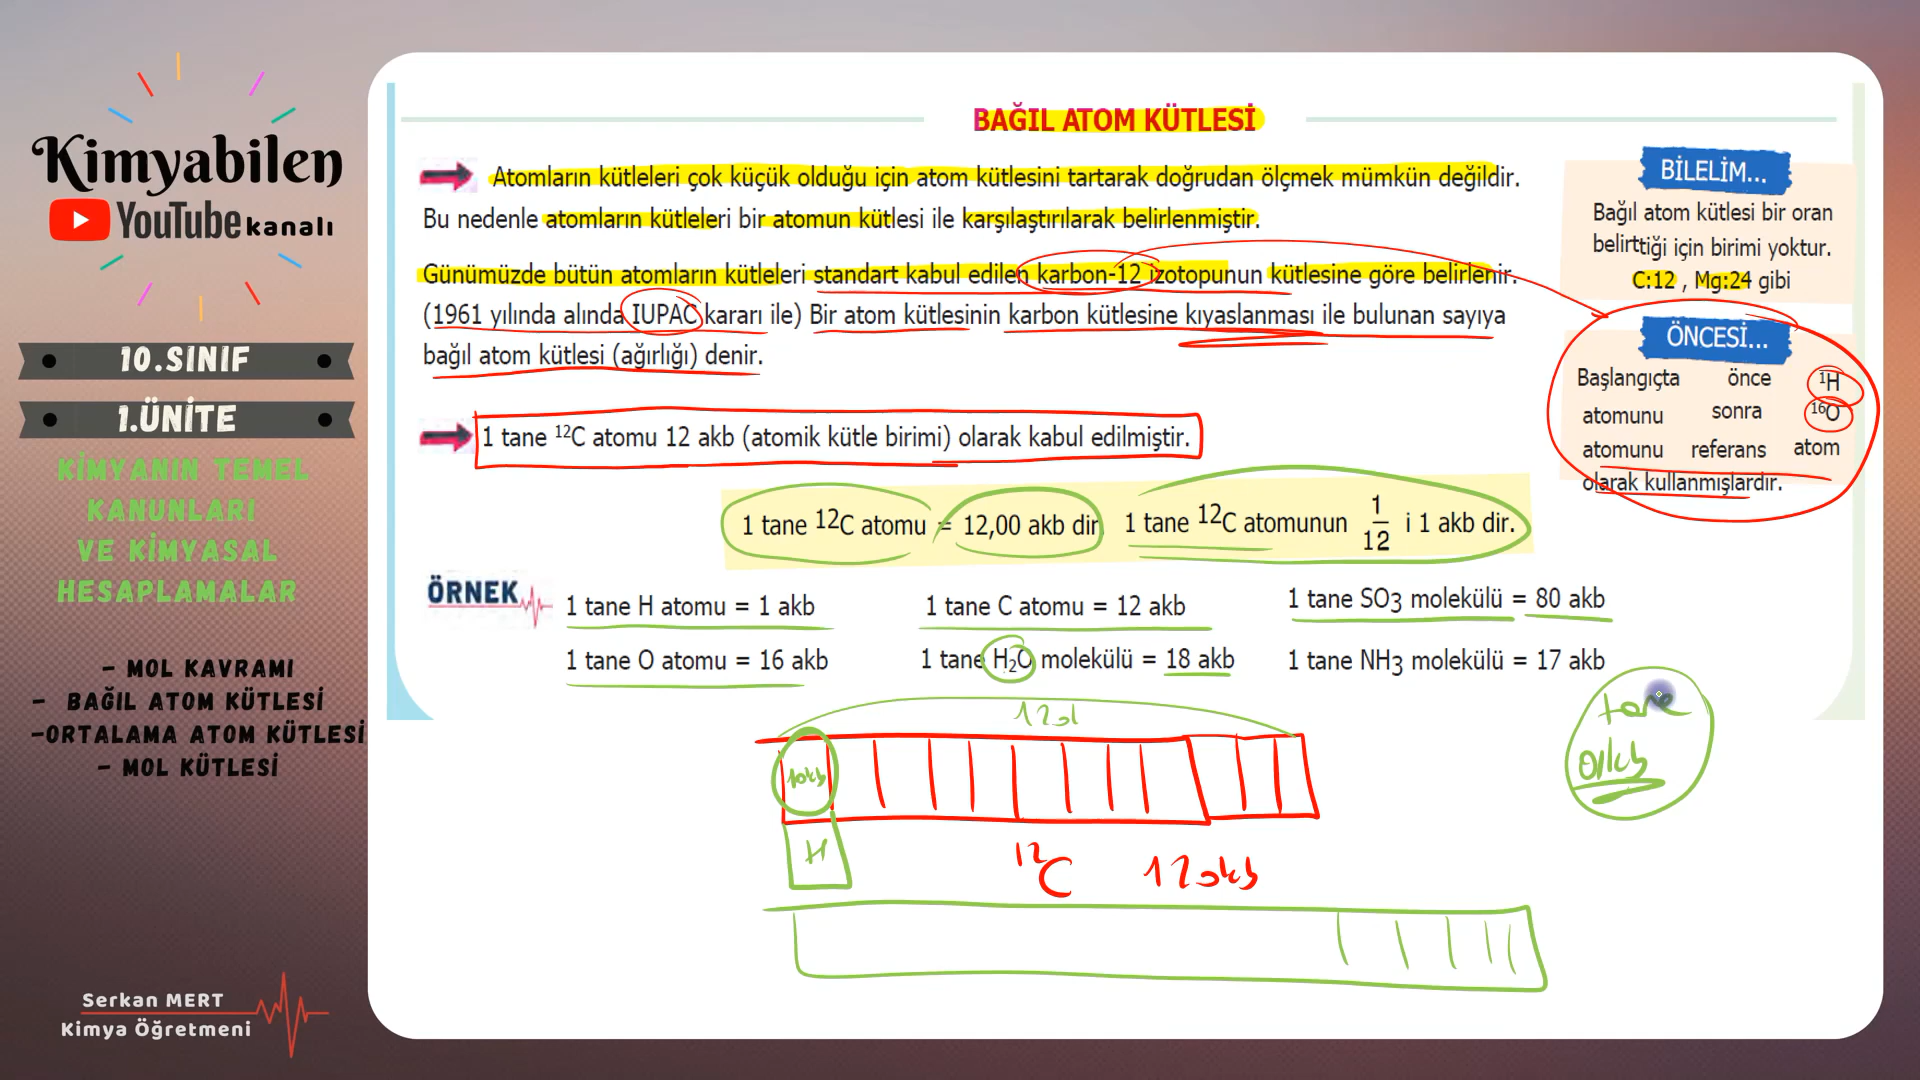 Kimyabilen
YouTube kanalı
10.SINIF
1.ÜNİTE
KİMYANIN TEMEL
KANUNLARI
VE KİMYASAL
HESAPLAMALAR
- MOL KAVRAMI
- BAĞIL ATOM KÜTLESİ
-ORTALAMA ATOM KÜTLESİ
- MOL KÜTLESİ
Serkan MERT
Kimya Öğretmeni
BAĞIL ATOM KÜTLESİ
Atomların kütleleri çok küçük olduğu için atom kütlesini tartarak doğrudan ölçmek mümkün değildir.
Bu nedenle atomların kütleleri bir atomun kütlesi ile karşılaştırılarak belirlenmiştir.
Günümüzde bütün atomların kütleleri standart kabul edilen karbon-12 izotopunun kütlesine göre belirlenir.
(1961 yılında alında IUPAC kararı ile) Bir atom kütlesinin karbon kütlesine kıyaslanması ile bulunan sayıya
bağıl atom kütlesi (ağırlığı) denir.
1 tane ¹²C atomu 12 akb (atomik kütle birimi) olarak kabul edilmiştir.
1 tane ¹²C atomu = 12,00 akb dir 1 tane ¹²C atomunun 1/12 i 1 akb dir.
BİLELİM...
Bağıl atom kütlesi bir oran
belirttiği için birimi yoktur.
C:12 , Mg:24 gibi
ÖNCESİ...
Başlangıçta önce ¹H
atomunu sonra ¹⁶O
atomunu referans atom
olarak kullanmışlardır.
ÖRNEK
1 tane H atomu = 1 akb 1 tane C atomu = 12 akb 1 tane SO₃ molekülü = 80 akb
1 tane O atomu = 16 akb 1 tane H₂O molekülü = 18 akb 1 tane NH₃ molekülü = 17 akb
tane
akb
1akb
H
¹²C 12akb